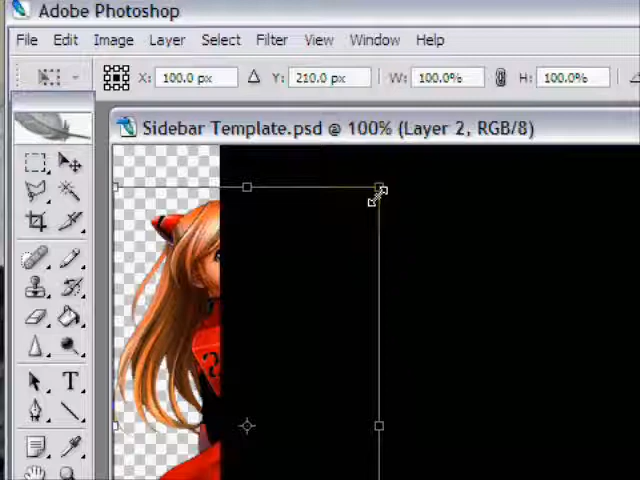 Adobe Photoshop
File Edit Image Layer Select Filter View Window Help
X: 100.0 px Y: 210.0 px W: 100.0% H: 100.0%
Sidebar Template.psd @ 100% (Layer 2, RGB/8)
T